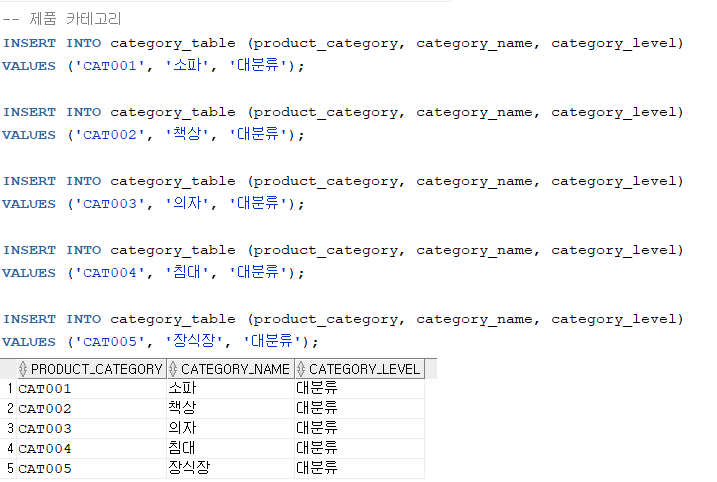 -- 제품 카테고리
INSERT INTO category_table (product_category, category_name, category_level)
VALUES ('CAT001', '소파', '대분류');
INSERT INTO category_table (product_category, category_name, category_level)
VALUES ('CAT002', '책상', '대분류');
INSERT INTO category_table (product_category, category_name, category_level)
VALUES ('CAT003', '의자', '대분류');
INSERT INTO category_table (product_category, category_name, category_level)
VALUES ('CAT004', '침대', '대분류');
INSERT INTO category_table (product_category, category_name, category_level)
VALUES ('CAT005', '장식장', '대분류');
PRODUCT_CATEGORY CATEGORY_NAME CATEGORY_LEVEL
1 CAT001 소파 대분류
2 CAT002 책상 대분류
3 CAT003 의자 대분류
4 CAT004 침대 대분류
5 CAT005 장식장 대분류